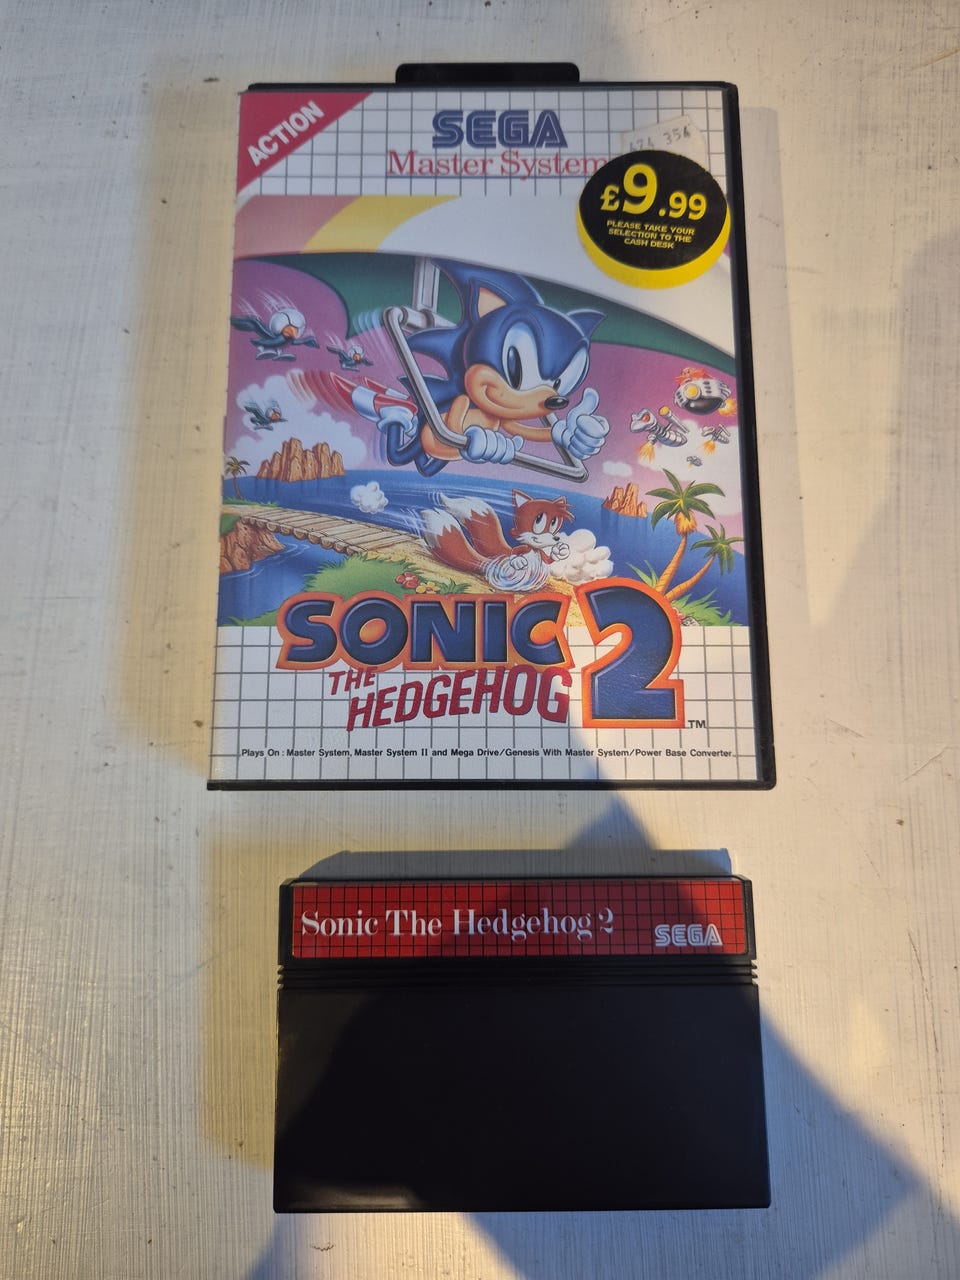 ACTION
SEGA
Master System
£9.99
PLEASE TAKE YOUR
SELECTION TO THE
CASH DESK
SONIC
THE
HEDGEHOG
2
TM
Plays On : Master System, Master System II and Mega Drive/Genesis With Master System/Power Base Converter.
Sonic The Hedgehog 2
SEGA